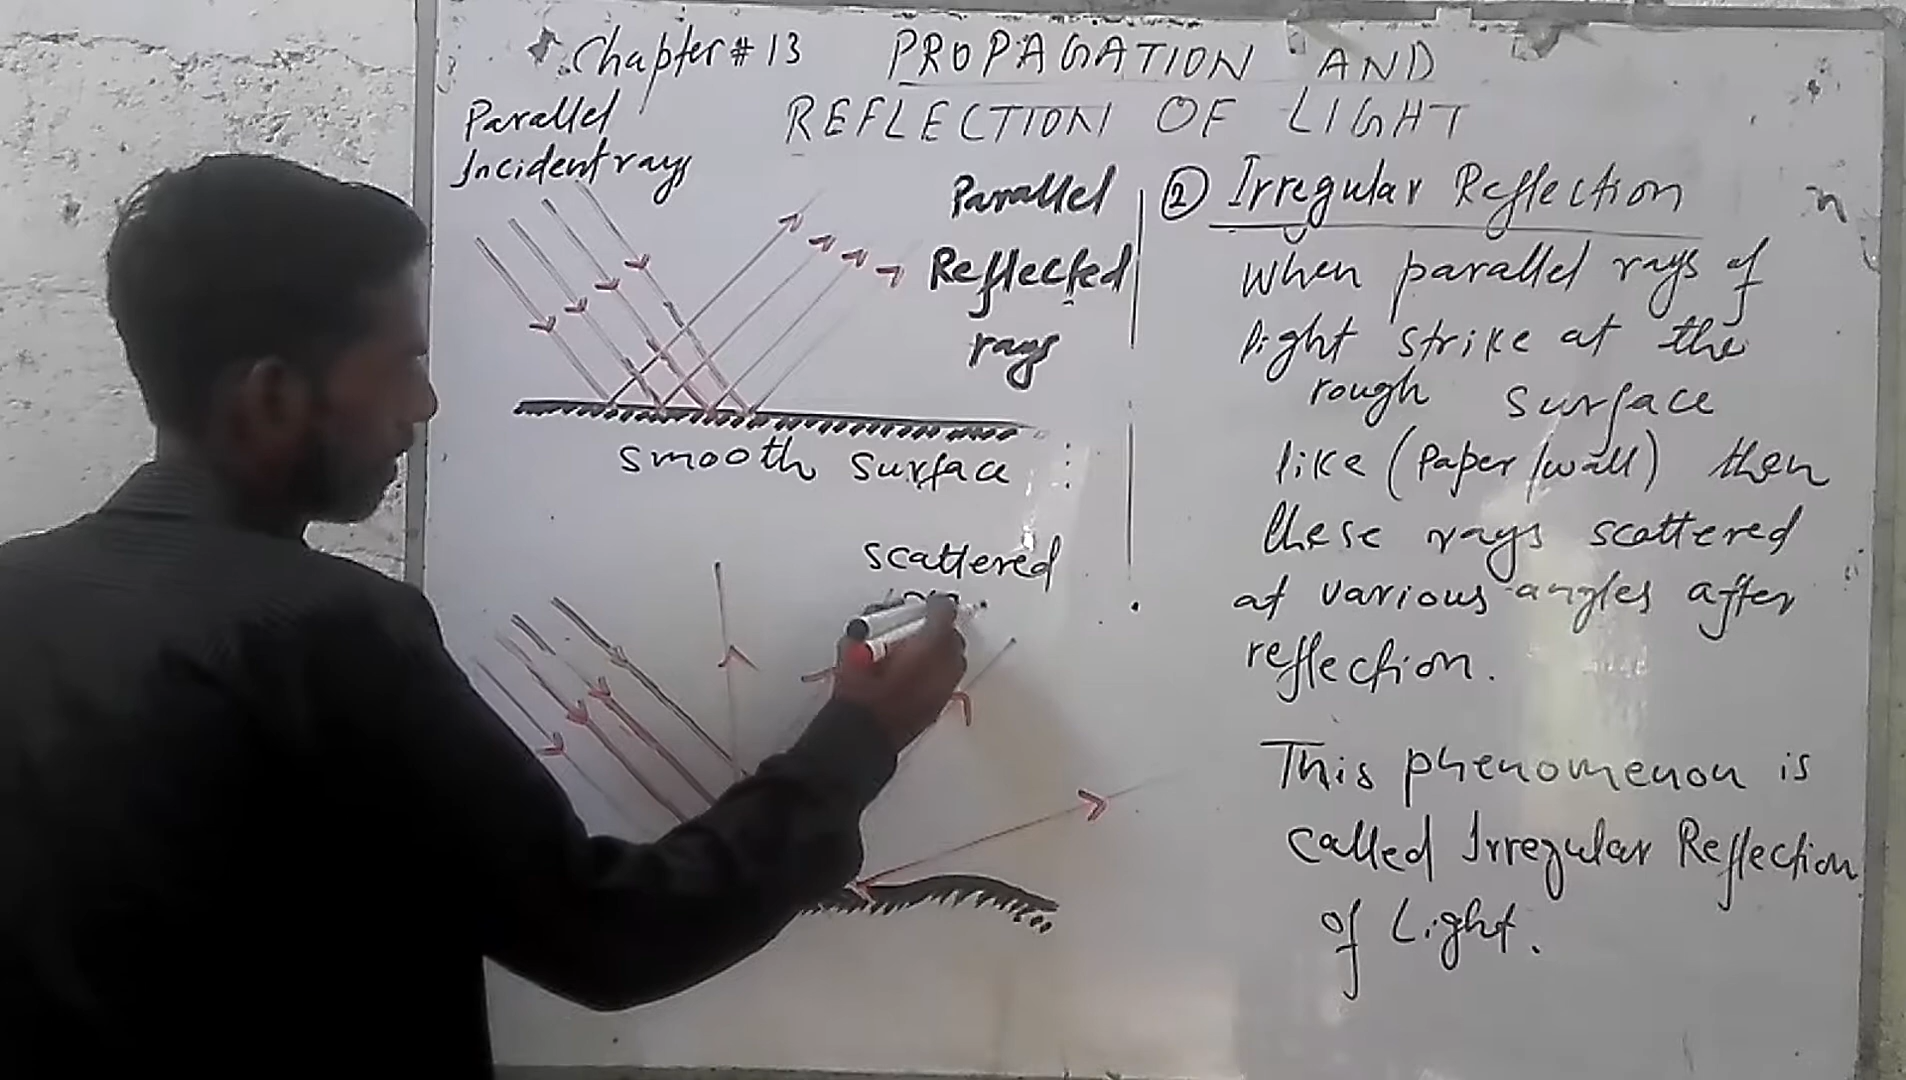 Chapter # 13 PROPAGATION AND
REFLECTION OF LIGHT
Parallel
Incident rays
Parallel
Reflected
rays
smooth surface
scattered
② Irregular Reflection
when parallel rays of
light strike at the
rough surface
like (Paper/wall) then
these rays scattered
at various angles after
reflection.
This phenomenon is
called Irregular Reflection
of Light.